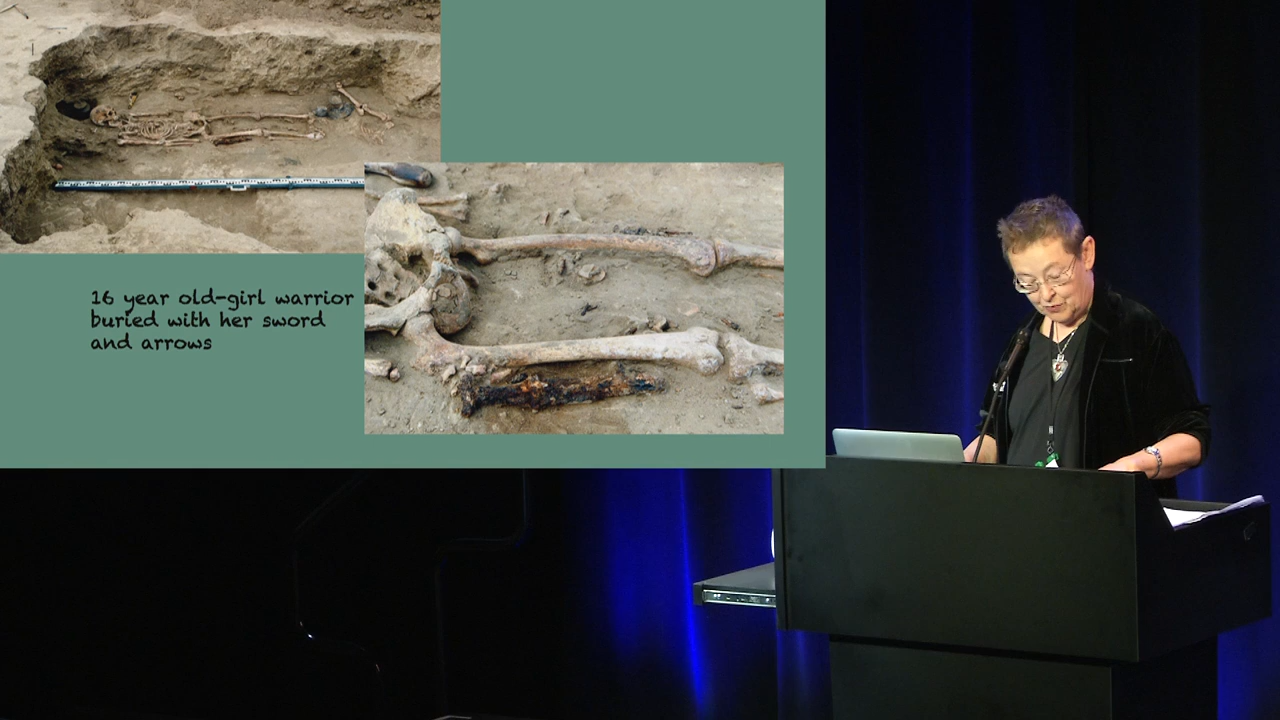 16 year old-girl warrior
buried with her sword
and arrows